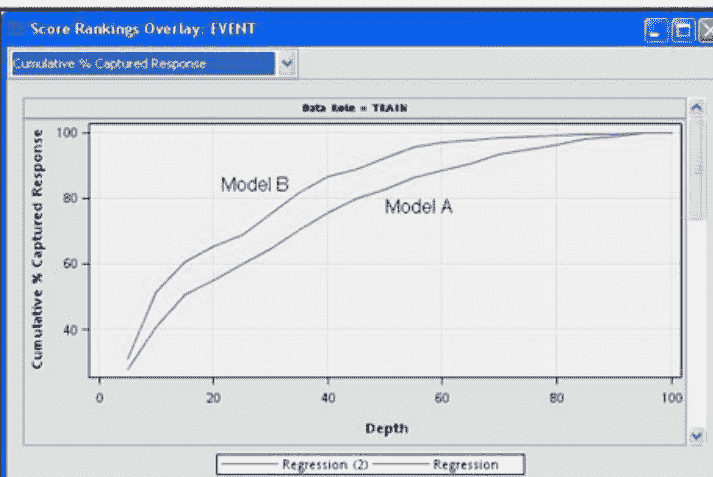 Score Rankings Overlay: EVENT
Cumulative % Captured Response
Data Role = TRAIN
Cumulative % Captured Response
100
80
60
40
Model B
Model A
0 20 40 60 80 100
Depth
Regression (2) Regression